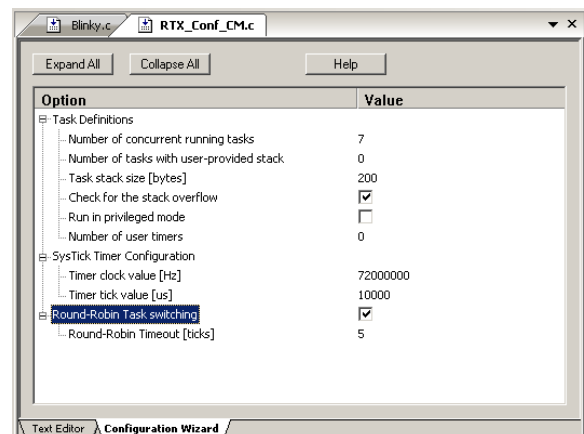 Blinky.c RTX_Conf_CM.c
Expand All Collapse All Help
Option Value
Task Definitions
Number of concurrent running tasks 7
Number of tasks with user-provided stack 0
Task stack size [bytes] 200
Check for the stack overflow
Run in privileged mode
Number of user timers 0
SysTick Timer Configuration
Timer clock value [Hz] 72000000
Timer tick value [us] 10000
Round-Robin Task switching
Round-Robin Timeout [ticks] 5
Text Editor Configuration Wizard